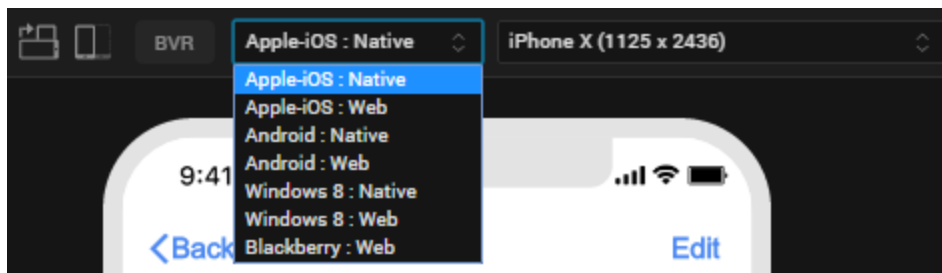 BVR
Apple-iOS : Native
iPhone X (1125 x 2436)
Apple-iOS : Native
Apple-iOS : Web
Android : Native
Android : Web
Windows 8 : Native
Windows 8 : Web
Blackberry : Web
9:41
Back
Edit